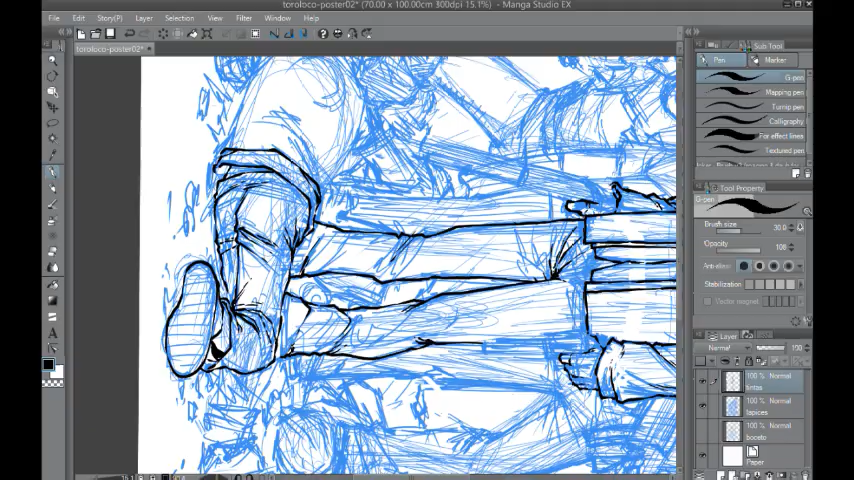 toroloco-poster02* (70.00 x 100.00cm 300dpi 15.1%) - Manga Studio EX
File Edit Story(P) Layer Selection View Filter Window Help
toroloco-poster02*
Sub Tool
Pen Marker
G-pen
Mapping pen
Turnip pen
Calligraphy
For effect lines
Textured pen
Tool Property
G-pen
Brush size 30.0
Opacity 100
Anti-alias
Stabilization
Vector magnet
Layer
Normal 100
100 % Normal
tintas
100 % Normal
lapices
100 % Normal
boceto
Paper